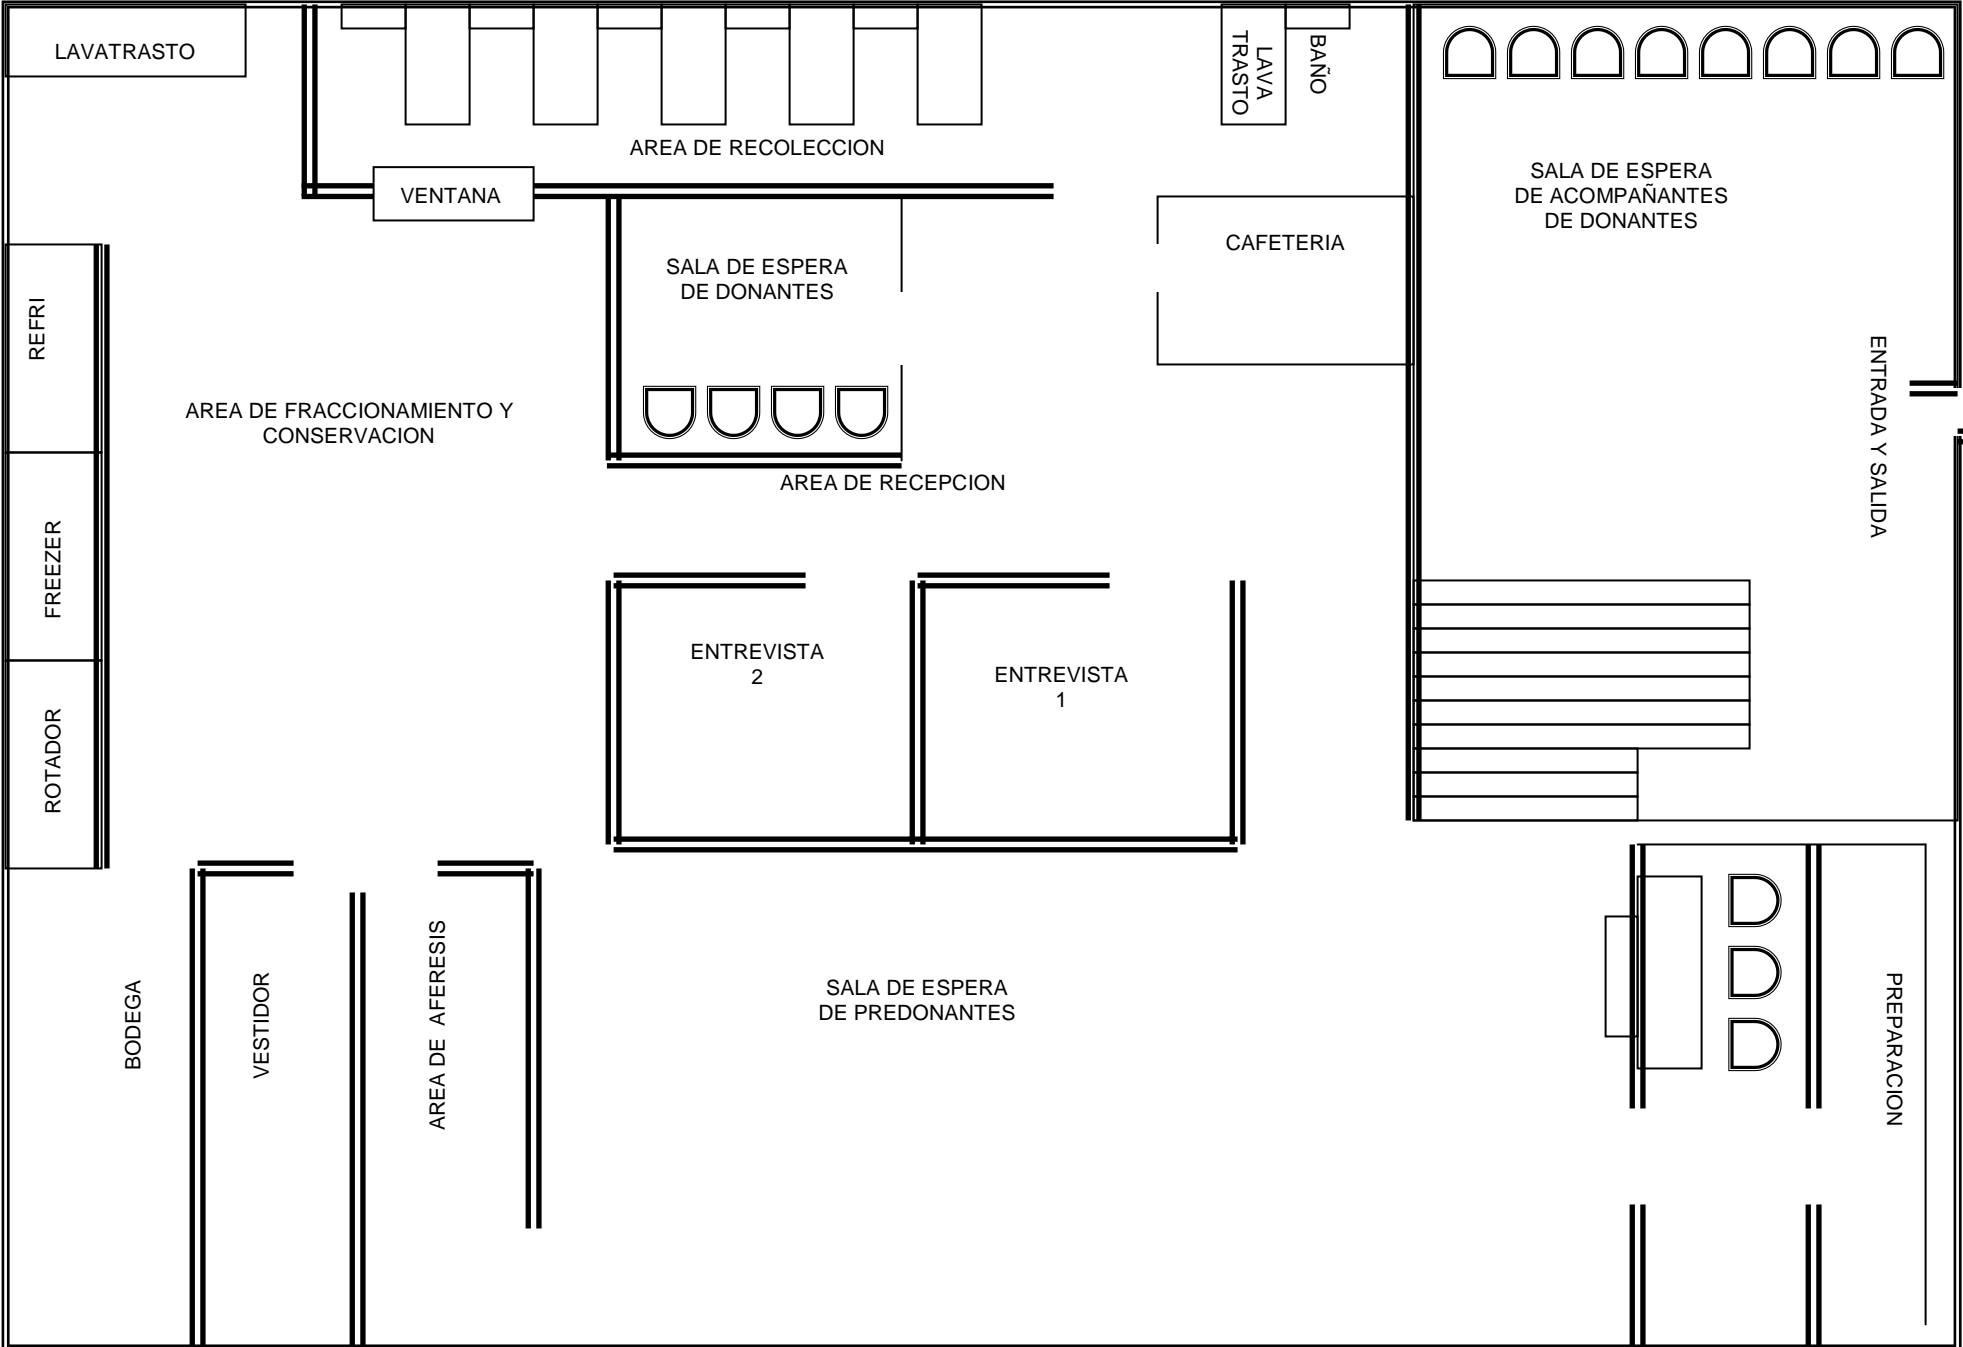 LAVATRASTO
LAVA
TRASTO
BAÑO
AREA DE RECOLECCION
VENTANA
SALA DE ESPERA
DE ACOMPAÑANTES
DE DONANTES
CAFETERIA
SALA DE ESPERA
DE DONANTES
REFRI
AREA DE FRACCIONAMIENTO Y
CONSERVACION
ENTRADA Y SALIDA
AREA DE RECEPCION
FREEZER
ENTREVISTA
2
ENTREVISTA
1
ROTADOR
BODEGA
VESTIDOR
AREA DE AFERESIS
SALA DE ESPERA
DE PREDONANTES
PREPARACION